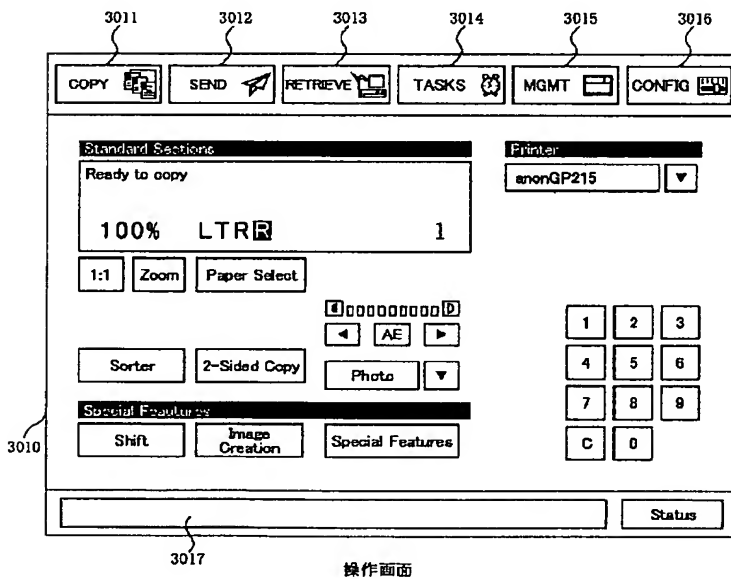 3011 3012 3013 3014 3015 3016
COPY SEND RETRIEVE TASKS MGMT CONFIG
Standard Sections
Printer
Ready to copy
anonGP215 ▼
100% LTR R 1
1:1 Zoom Paper Select
◄ AE ►
1 2 3
Sorter 2-Sided Copy
4 5 6
Photo ▼
7 8 9
Special Feautures
3010
Shift Image Creation Special Features
C 0
Status
3017
操作画面